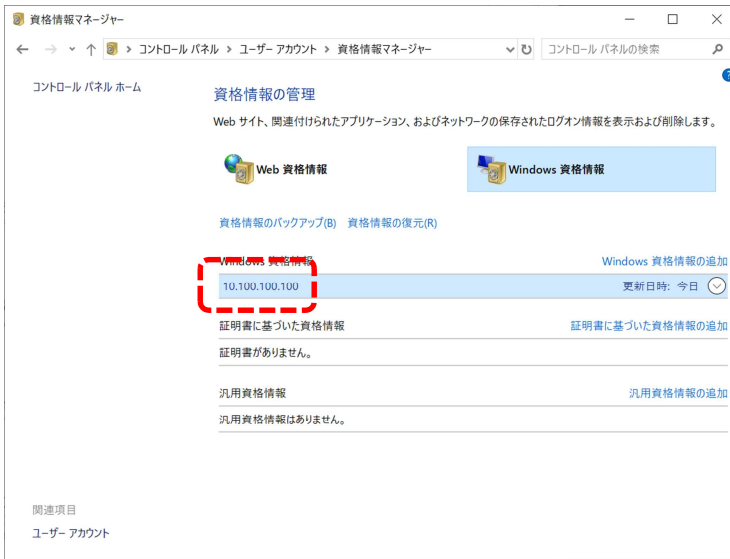 資格情報マネージャー
コントロール パネル > ユーザー アカウント > 資格情報マネージャー
コントロール パネルの検索
コントロール パネル ホーム
資格情報の管理
Web サイト、関連付けられたアプリケーション、およびネットワークの保存されたログオン情報を表示および削除します。
Web 資格情報
Windows 資格情報
資格情報のバックアップ(B) 資格情報の復元(R)
Windows 資格情報 Windows 資格情報の追加
10.100.100.100 更新日時: 今日
証明書に基づいた資格情報 証明書に基づいた資格情報の追加
証明書がありません。
汎用資格情報 汎用資格情報の追加
汎用資格情報はありません。
関連項目
ユーザー アカウント